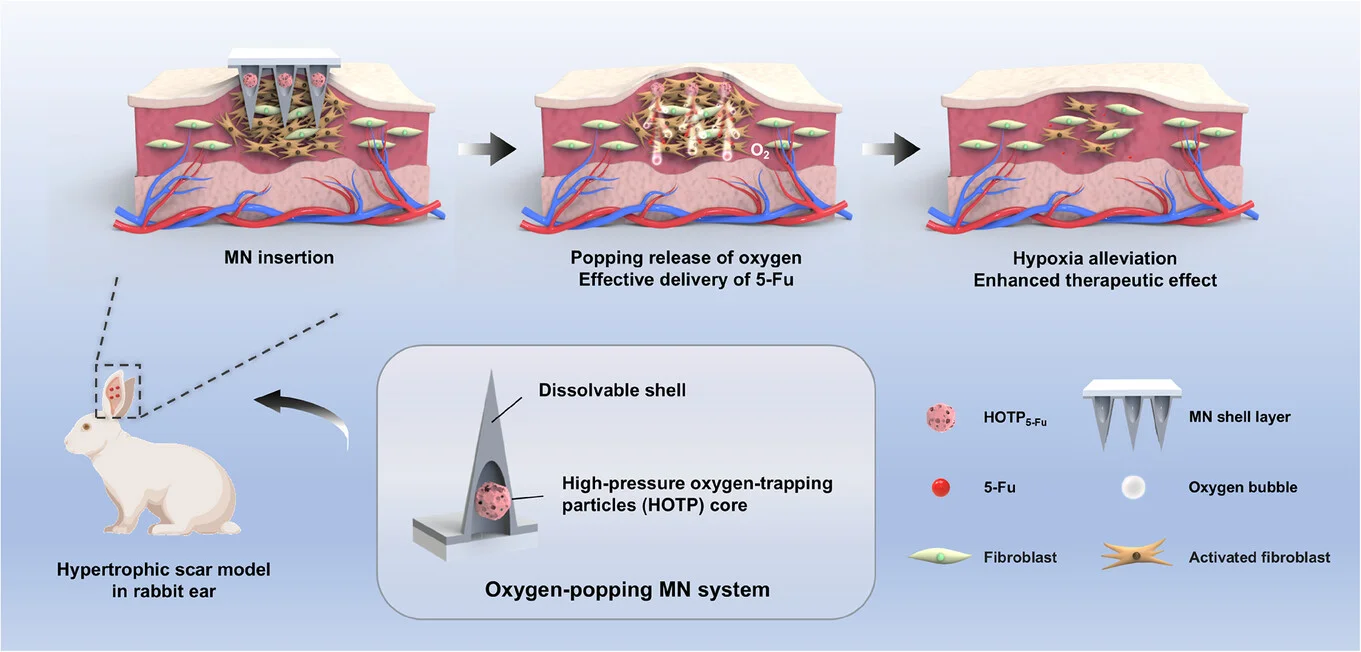 MN insertion
O₂
Popping release of oxygen
Effective delivery of 5-Fu
Hypoxia alleviation
Enhanced therapeutic effect
Hypertrophic scar model
in rabbit ear
Dissolvable shell
High-pressure oxygen-trapping
particles (HOTP) core
Oxygen-popping MN system
HOTP₅₋Fu
MN shell layer
5-Fu
Oxygen bubble
Fibroblast
Activated fibroblast